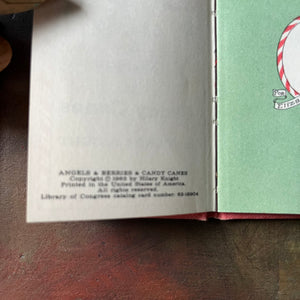 ANGELS & BERRIES & CANDY CANES
Copyright © 1963 by Hilary Knight
Printed in the United States of America
All rights reserved.
Library of Congress catalog card number: 63-18904